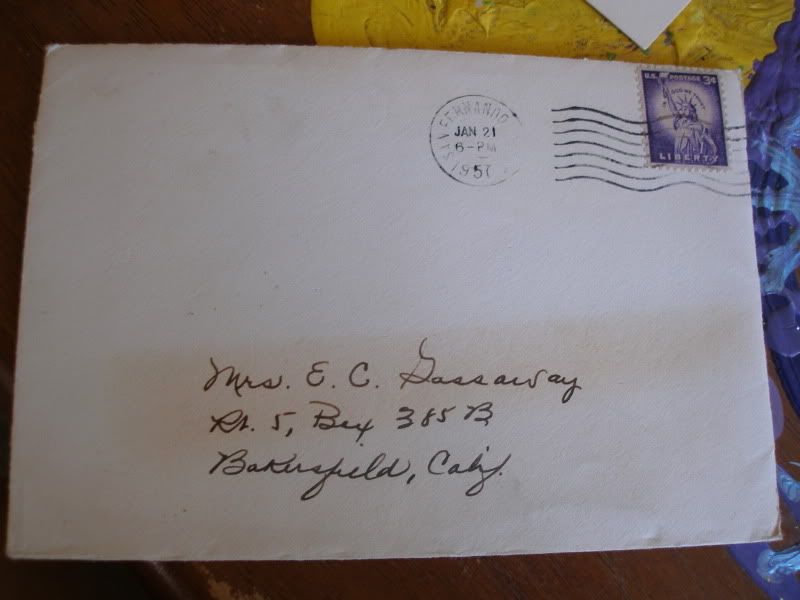 U.S. POSTAGE 3¢
IN GOD WE TRUST
LIBERTY
SAN FERNANDO
JAN 21
6-PM
1957
Mrs. E. C. Gassaway
Rt. 5, Box 385 B
Bakersfield, Calif.